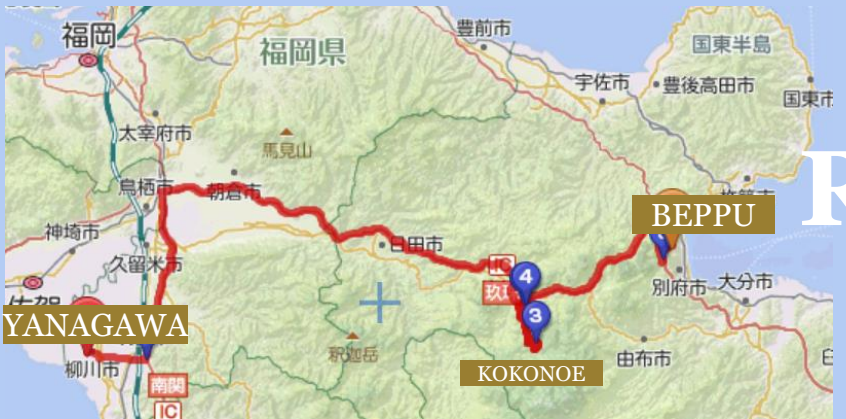 福岡
福岡県
豊前市
国東半島
宇佐市
豊後高田市
国東市
太宰府市
馬見山
鳥栖市
朝倉市
R
BEPPU
神埼市
久留米市
日田市
IC
4
玖珠
3
別府市
大分市
YANAGAWA
柳川市
釈迦岳
由布市
KOKONOE
南関
IC